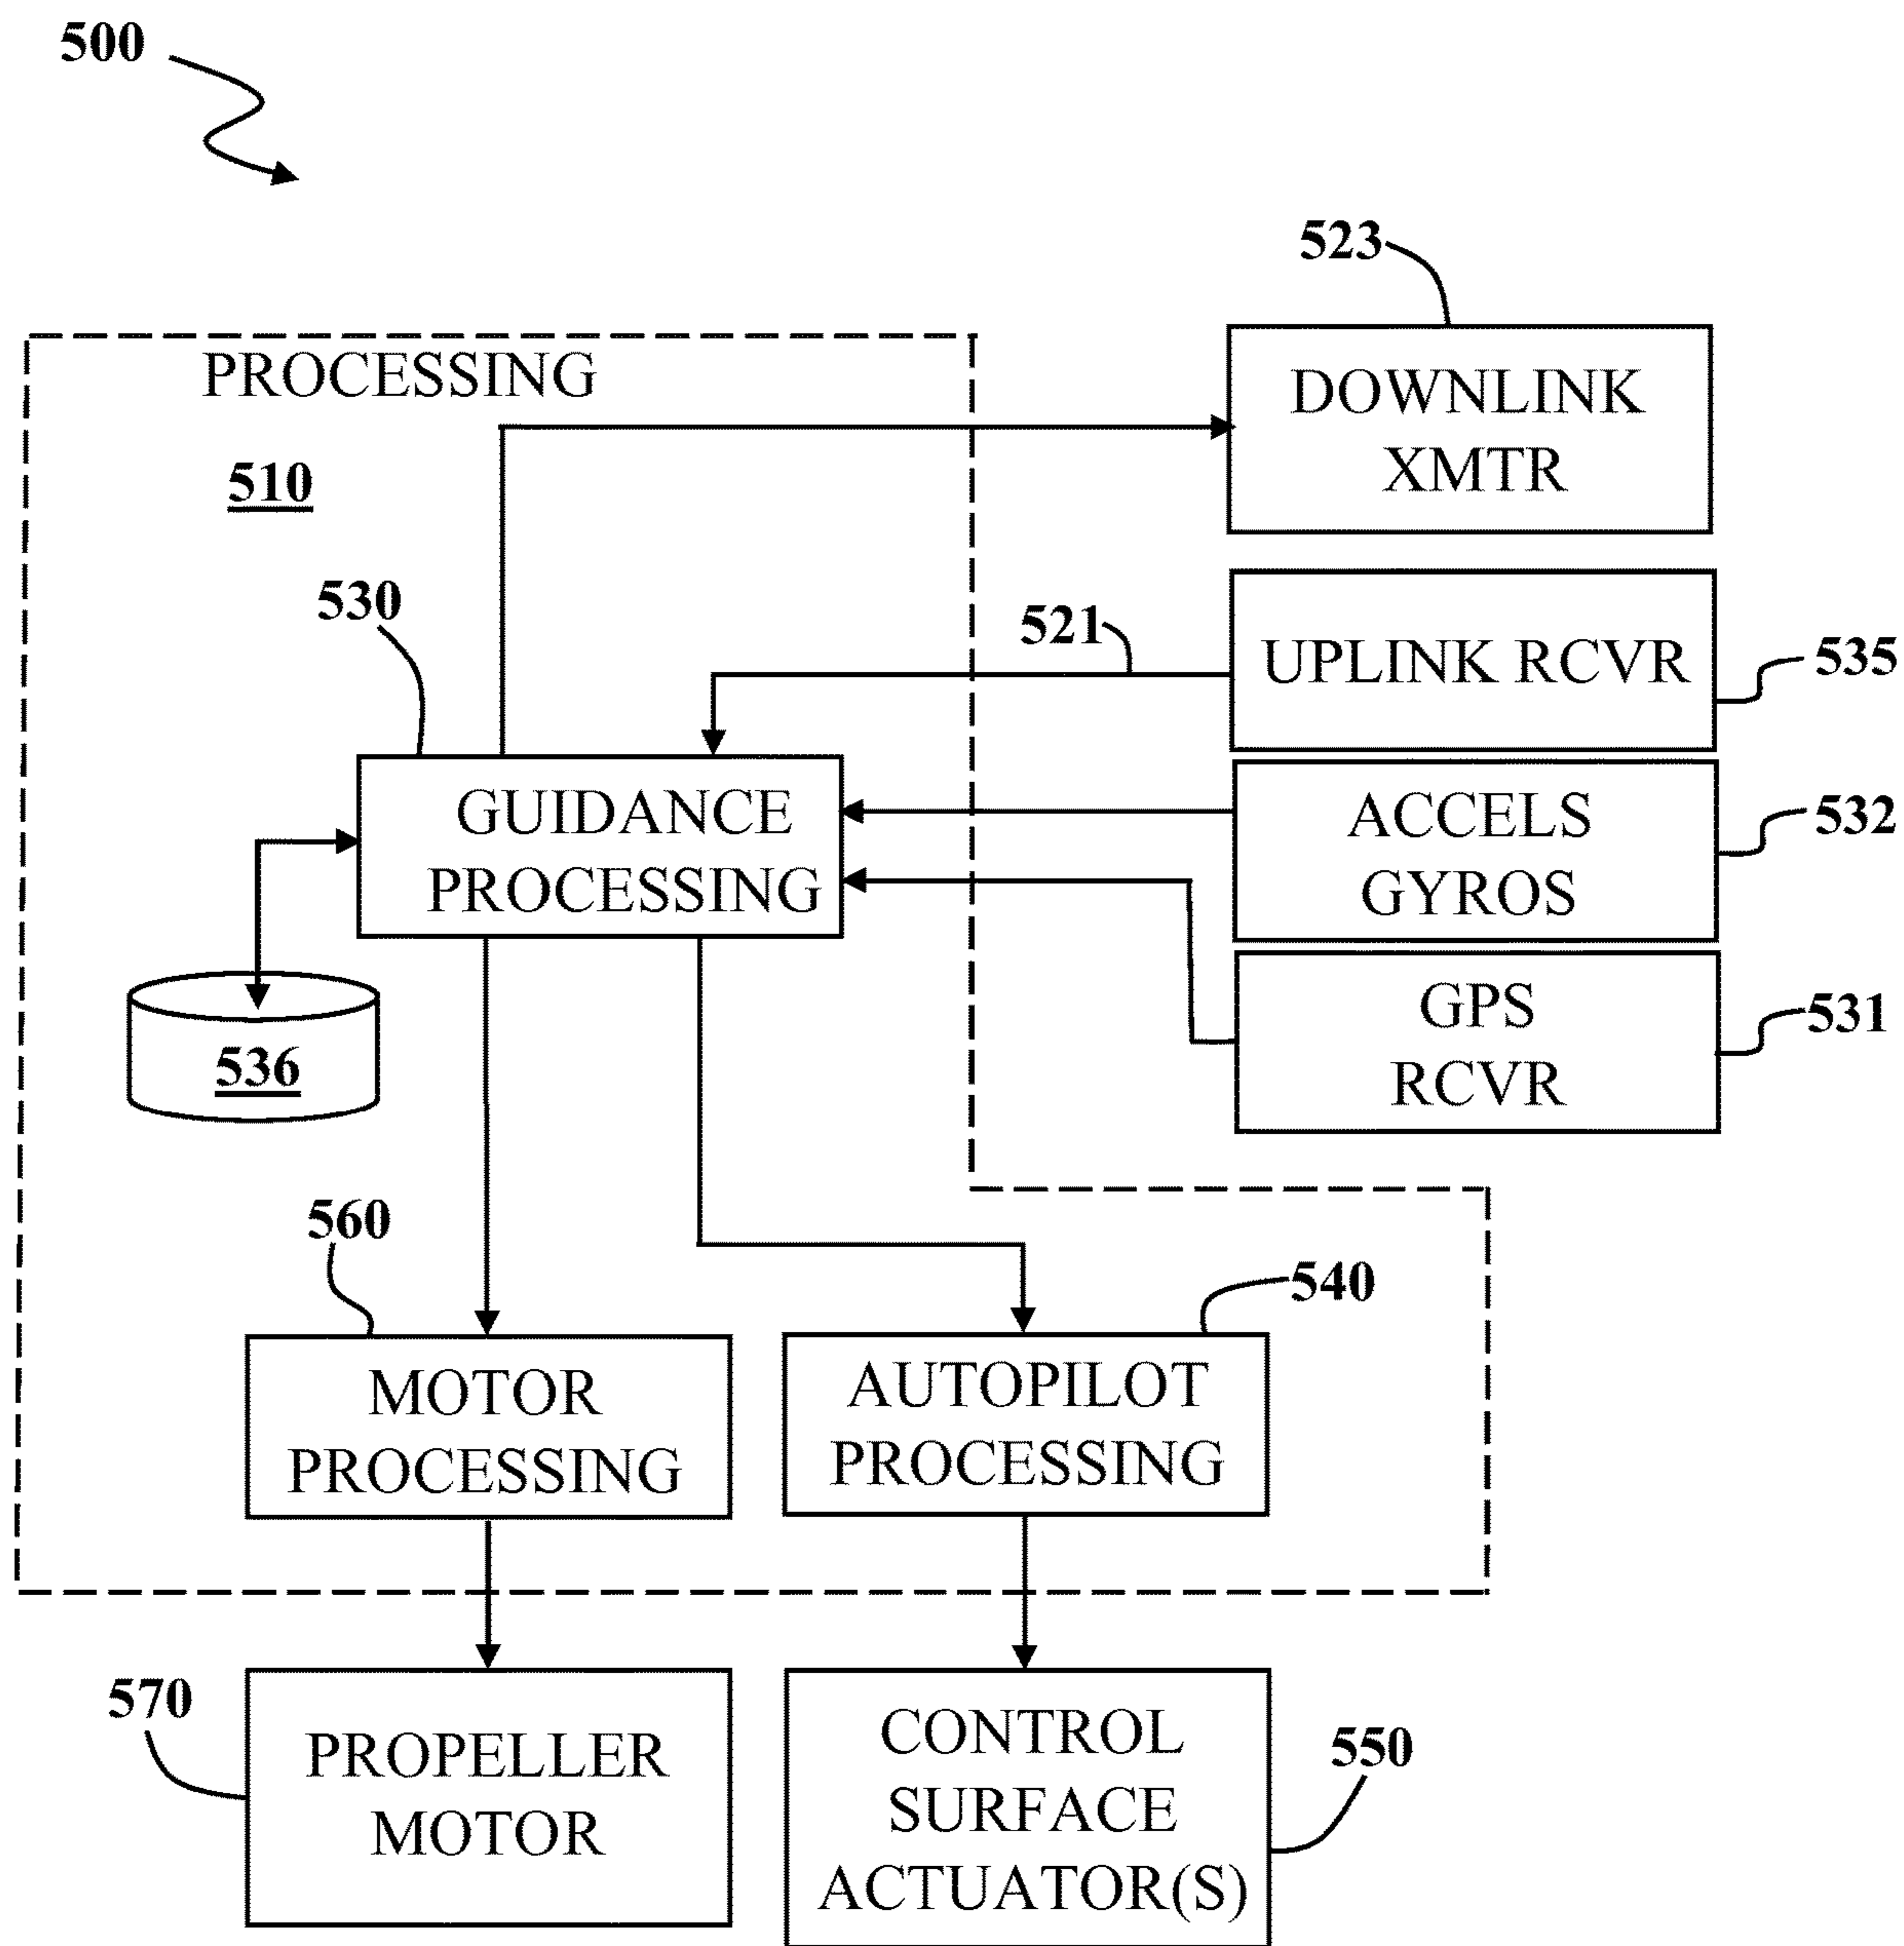 500
523
PROCESSING
DOWNLINK
XMTR
510
530
521
UPLINK RCVR
535
GUIDANCE
PROCESSING
ACCELS
GYROS
532
GPS
RCVR
531
536
560
540
MOTOR
PROCESSING
AUTOPILOT
PROCESSING
570
PROPELLER
MOTOR
CONTROL
SURFACE
ACTUATOR(S)
550